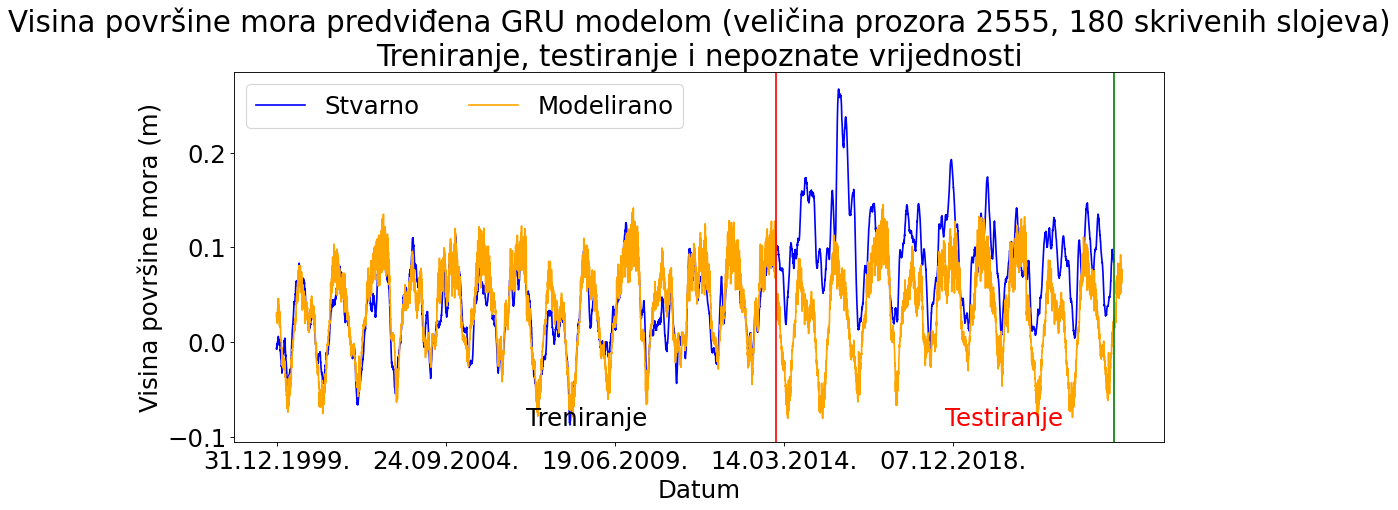 Visina površine mora predviđena GRU modelom (veličina prozora 2555, 180 skrivenih slojeva)
Treniranje, testiranje i nepoznate vrijednosti
Stvarno
Modelirano
Visina površine mora (m)
0.2
0.1
0.0
−0.1
Treniranje
Testiranje
31.12.1999.
24.09.2004.
19.06.2009.
14.03.2014.
07.12.2018.
Datum